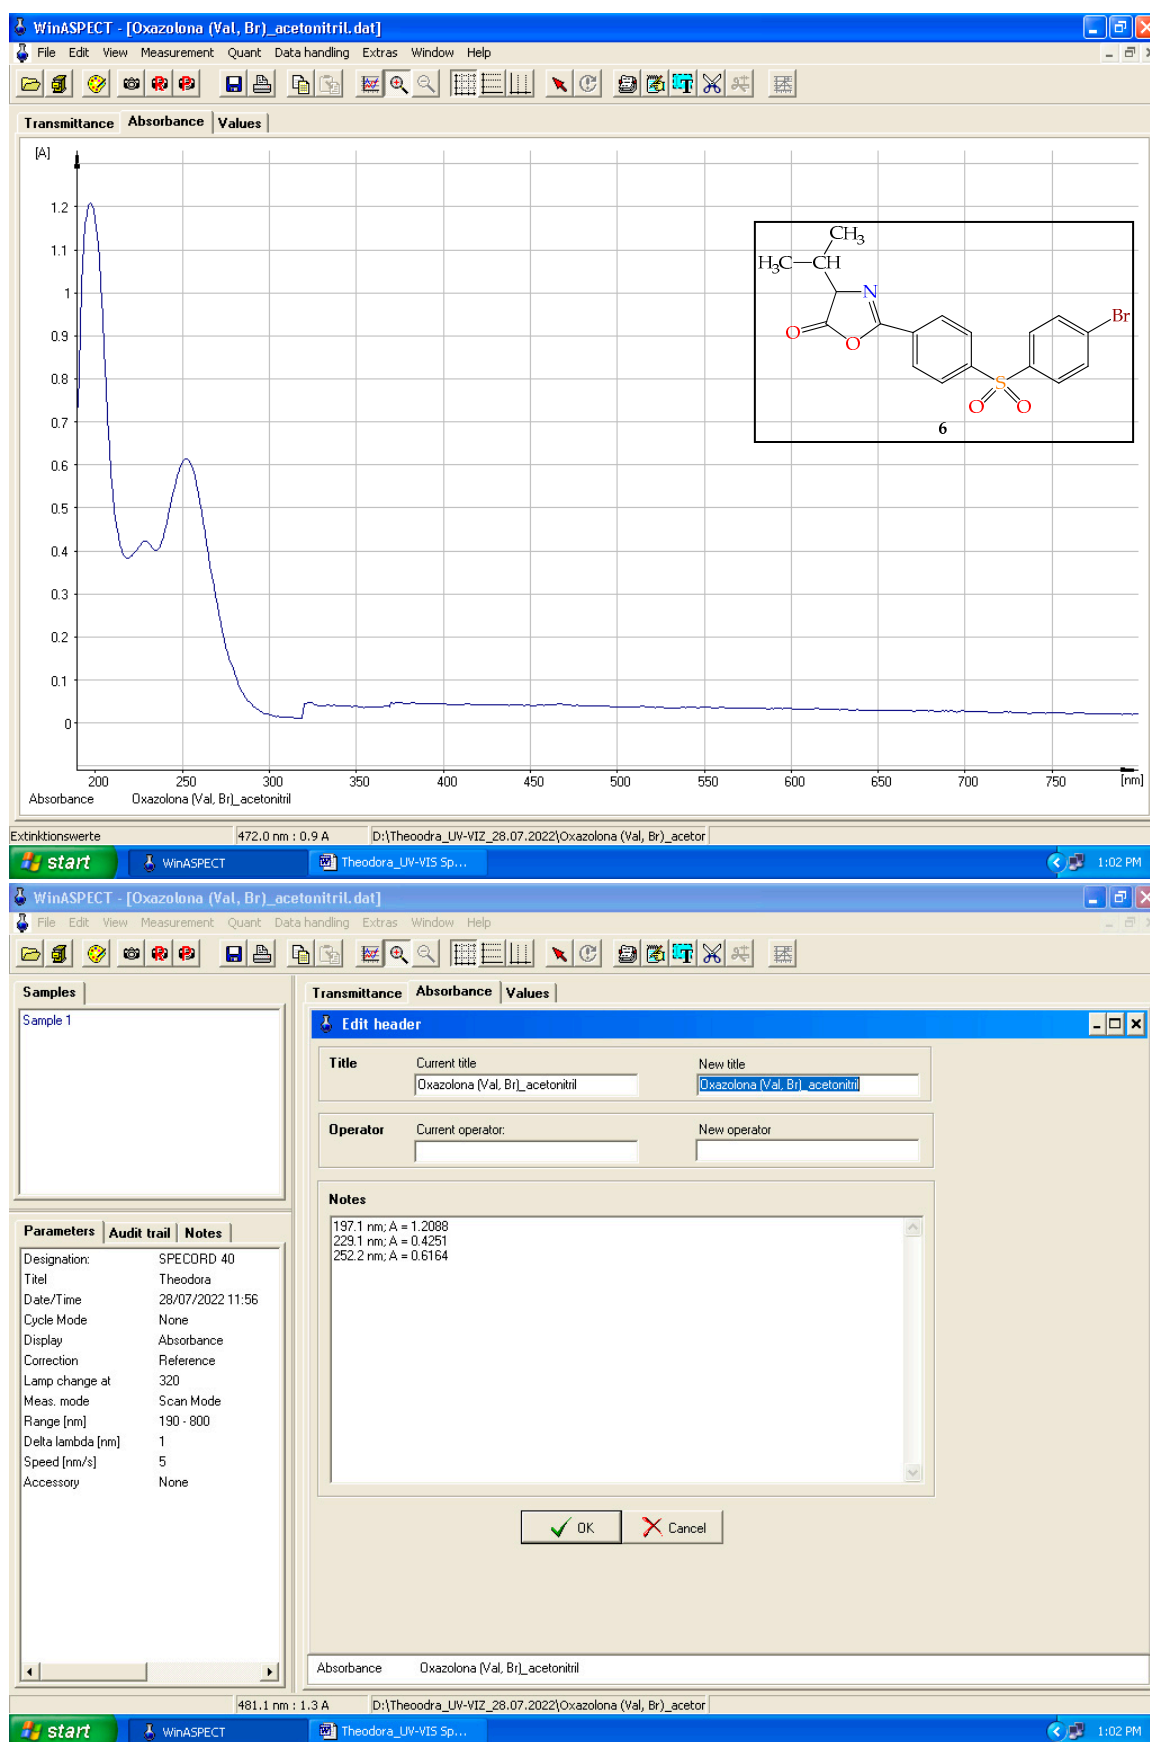 WinASPECT - [Oxazolona (Val, Br)_acetonitril.dat]
File Edit View Measurement Quant Data handling Extras Window Help
Transmittance Absorbance Values
[A]
1.2
1.1
1
0.9
0.8
0.7
0.6
0.5
0.4
0.3
0.2
0.1
0
CH3
H3C CH
N
O
O
Br
S
O O
6
200 250 300 350 400 450 500 550 600 650 700 750 [nm]
Absorbance Oxazolona (Val, Br)_acetonitril
Extinktionswerte 472.0 nm : 0.9 A D:\Theoodra_UV-VIZ_28.07.2022\Oxazolona (Val, Br)_acetor
start WinASPECT Theodora_UV-VIS Sp... 1:02 PM
WinASPECT - [Oxazolona (Val, Br)_acetonitril.dat]
File Edit View Measurement Quant Data handling Extras Window Help
Samples
Sample 1
Transmittance Absorbance Values
Edit header
Title Current title New title
Oxazolona (Val, Br)_acetonitril Oxazolona (Val, Br)_acetonitril
Operator Current operator: New operator
Notes
197.1 nm; A = 1.2088
229.1 nm; A = 0.4251
252.2 nm; A = 0.6164
OK Cancel
Parameters Audit trail Notes
Designation: SPECORD 40
Titel Theodora
Date/Time 28/07/2022 11:56
Cycle Mode None
Display Absorbance
Correction Reference
Lamp change at 320
Meas. mode Scan Mode
Range [nm] 190 - 800
Delta lambda [nm] 1
Speed [nm/s] 5
Accessory None
Absorbance Oxazolona (Val, Br)_acetonitril
481.1 nm : 1.3 A D:\Theoodra_UV-VIZ_28.07.2022\Oxazolona (Val, Br)_acetor
start WinASPECT Theodora_UV-VIS Sp... 1:02 PM